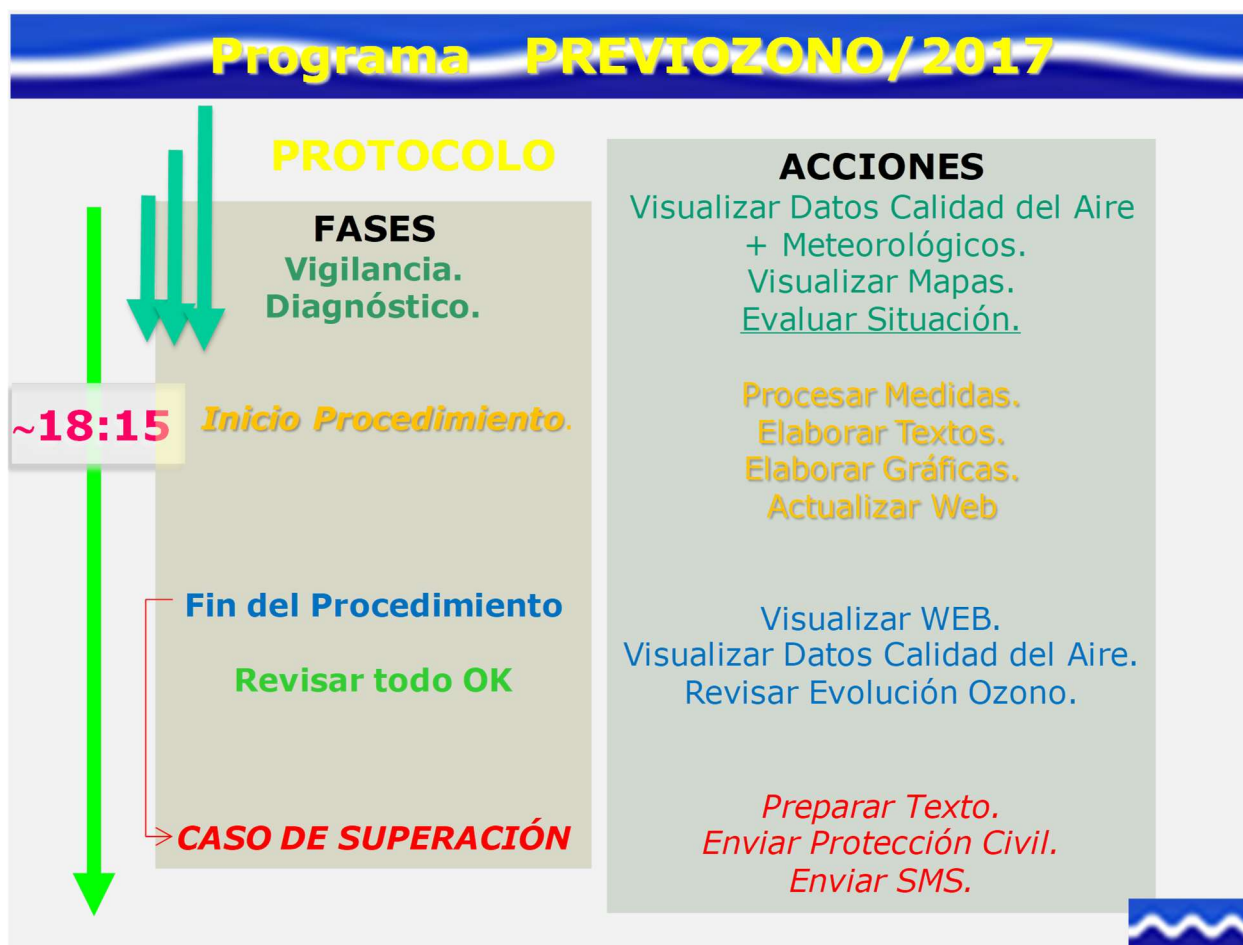 Programa PREVIOZONO/2017
PROTOCOLO
FASES
Vigilancia.
Diagnóstico.
~18:15
Inicio Procedimiento.
Fin del Procedimiento
Revisar todo OK
CASO DE SUPERACIÓN
ACCIONES
Visualizar Datos Calidad del Aire
+ Meteorológicos.
Visualizar Mapas.
Evaluar Situación.
Procesar Medidas.
Elaborar Textos.
Elaborar Gráficas.
Actualizar Web
Visualizar WEB.
Visualizar Datos Calidad del Aire.
Revisar Evolución Ozono.
Preparar Texto.
Enviar Protección Civil.
Enviar SMS.